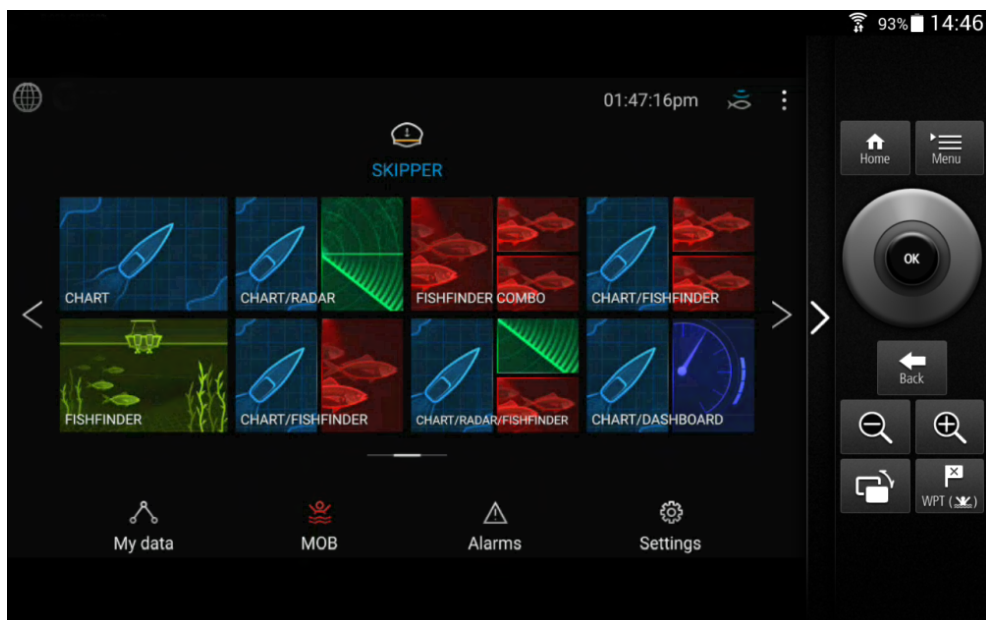 93% 14:46
01:47:16pm
SKIPPER
CHART
CHART/RADAR
FISHFINDER COMBO
CHART/FISHFINDER
FISHFINDER
CHART/FISHFINDER
CHART/RADAR/FISHFINDER
CHART/DASHBOARD
My data
MOB
Alarms
Settings
Home
Menu
OK
Back
WPT ( )